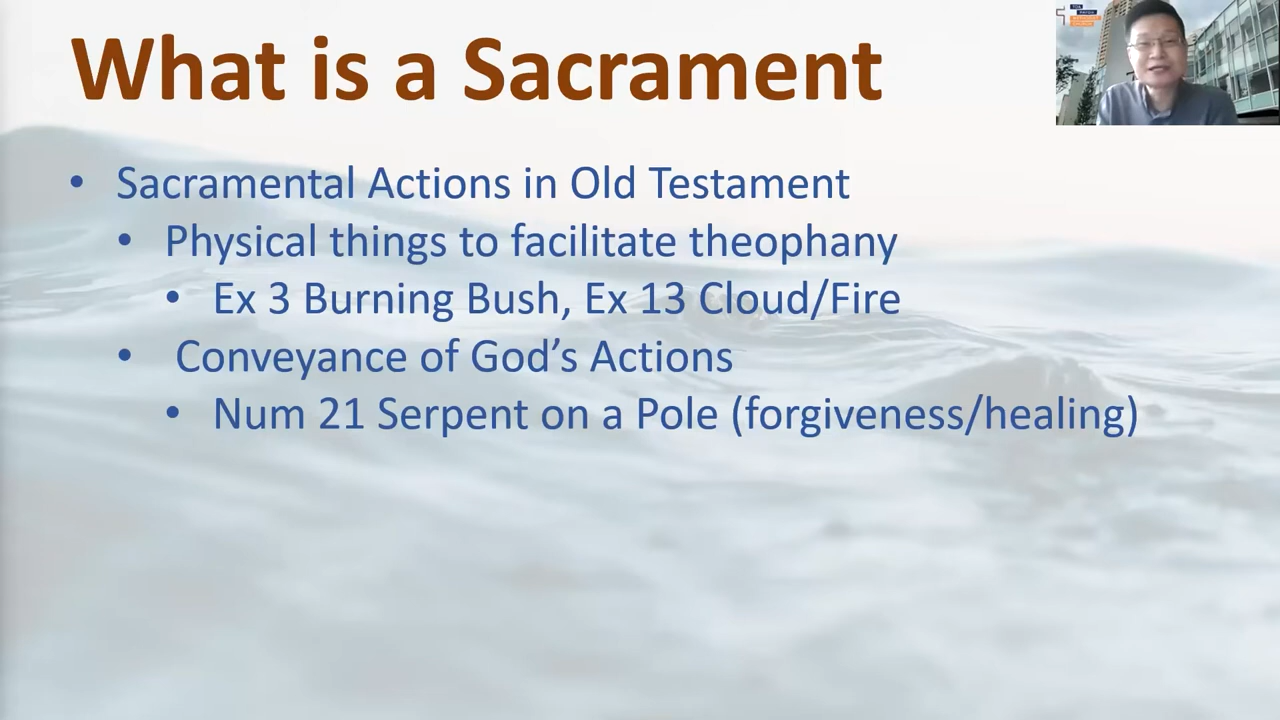 What is a Sacrament
• Sacramental Actions in Old Testament
• Physical things to facilitate theophany
• Ex 3 Burning Bush, Ex 13 Cloud/Fire
• Conveyance of God’s Actions
• Num 21 Serpent on a Pole (forgiveness/healing)